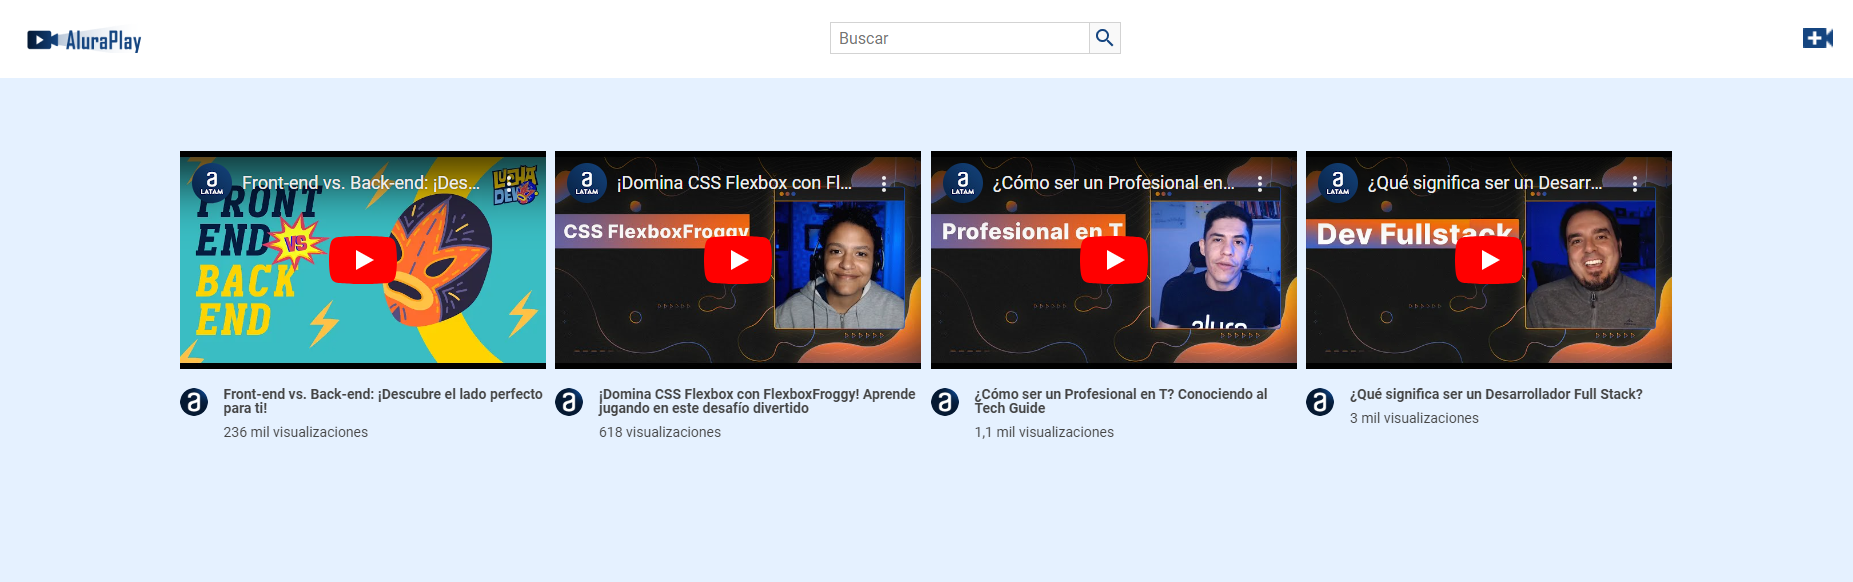 AluraPlay
Buscar
a LATAM Front-end vs. Back-end: ¡Des...
LUCHA DEVS
FRONT
END VS
BACK
END
a LATAM ¡Domina CSS Flexbox con Fl...
CSS FlexboxFroggy
a LATAM ¿Cómo ser un Profesional en...
Profesional en T
alura
a LATAM ¿Qué significa ser un Desarr...
Dev Fullstack
a Front-end vs. Back-end: ¡Descubre el lado perfecto
para ti!
236 mil visualizaciones
a ¡Domina CSS Flexbox con FlexboxFroggy! Aprende
jugando en este desafío divertido
618 visualizaciones
a ¿Cómo ser un Profesional en T? Conociendo al
Tech Guide
1,1 mil visualizaciones
a ¿Qué significa ser un Desarrollador Full Stack?
3 mil visualizaciones